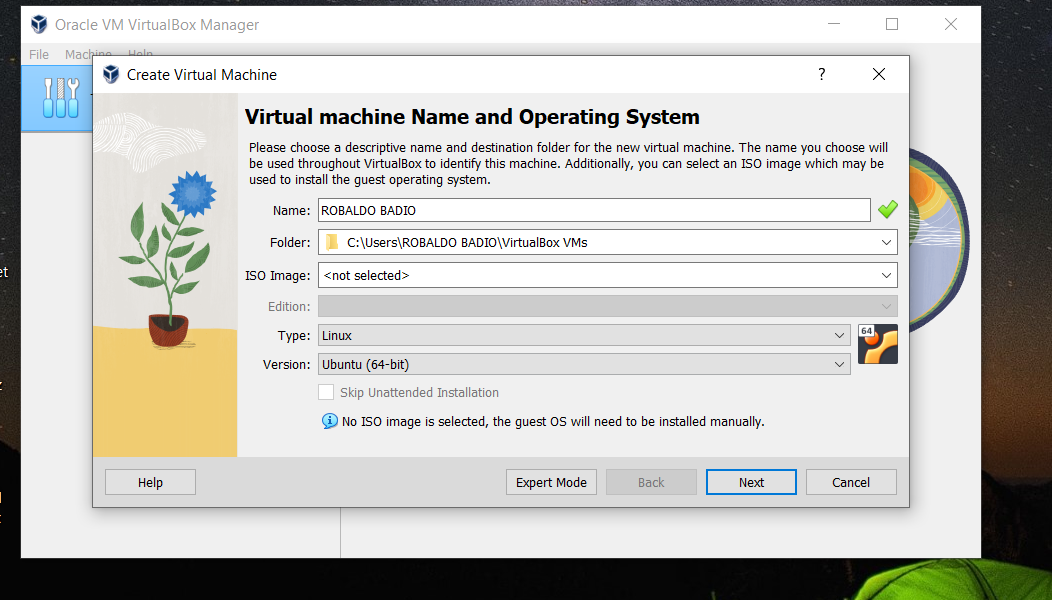 Oracle VM VirtualBox Manager
File Machine Help
Create Virtual Machine
?
Virtual machine Name and Operating System
Please choose a descriptive name and destination folder for the new virtual machine. The name you choose will
be used throughout VirtualBox to identify this machine. Additionally, you can select an ISO image which may be
used to install the guest operating system.
Name: ROBALDO BADIO
Folder: C:\Users\ROBALDO BADIO\VirtualBox VMs
ISO Image: <not selected>
Edition:
Type: Linux
64
Version: Ubuntu (64-bit)
Skip Unattended Installation
No ISO image is selected, the guest OS will need to be installed manually.
Help Expert Mode Back Next Cancel